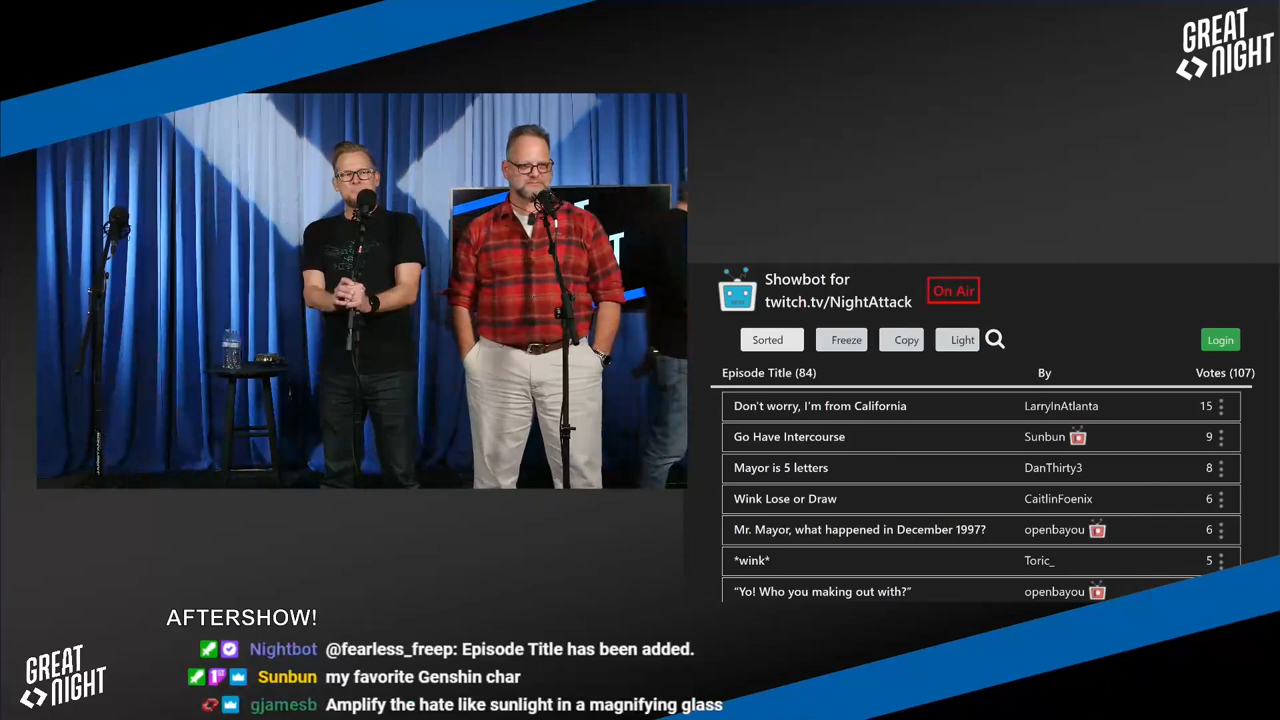 GREAT
NIGHT
Showbot for
twitch.tv/NightAttack
On Air
Sorted
Freeze
Copy
Light
Login
Episode Title (84) By Votes (107)
Don't worry, I'm from California LarryInAtlanta 15
Go Have Intercourse Sunbun 9
Mayor is 5 letters DanThirty3 8
Wink Lose or Draw CaitlinFoenix 6
Mr. Mayor, what happened in December 1997? openbayou 6
*wink* Toric_ 5
“Yo! Who you making out with?” openbayou
AFTERSHOW!
Nightbot @fearless_freep: Episode Title has been added.
Sunbun my favorite Genshin char
gjamesb Amplify the hate like sunlight in a magnifying glass
GREAT
NIGHT